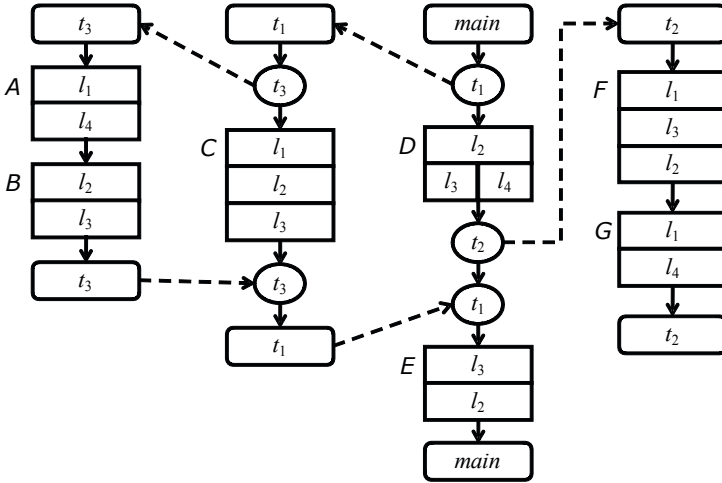 t₃
A
l₁
l₄
B
l₂
l₃
t₃
t₁
t₃
C
l₁
l₂
l₃
t₃
t₁
main
t₁
D
l₂
l₃ l₄
t₂
t₁
E
l₃
l₂
main
t₂
F
l₁
l₃
l₂
G
l₁
l₄
t₂